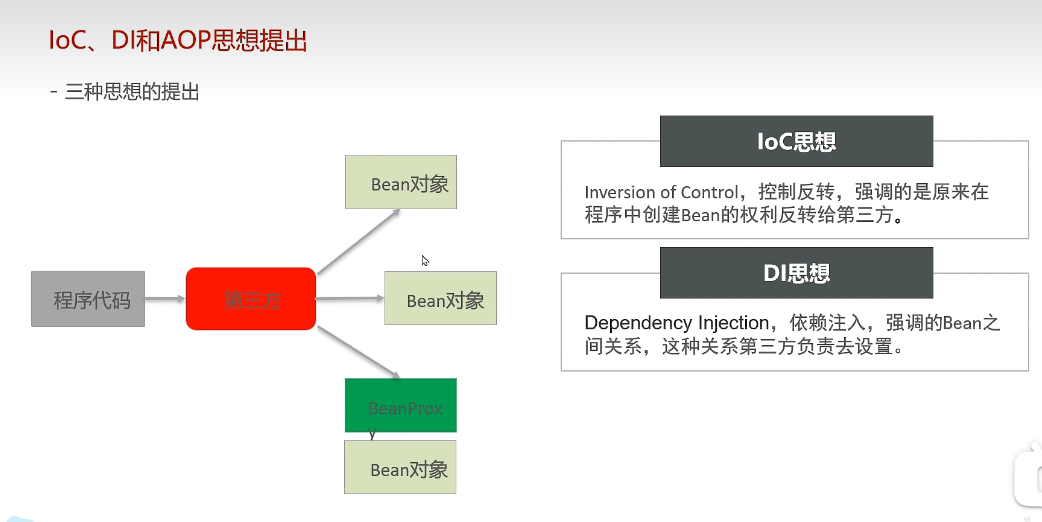 IoC、DI和AOP思想提出
- 三种思想的提出
Bean对象
程序代码
第三方
Bean对象
BeanProx
y
Bean对象
IoC思想
Inversion of Control，控制反转，强调的是原来在
程序中创建Bean的权利反转给第三方。
DI思想
Dependency Injection，依赖注入，强调的Bean之
间关系，这种关系第三方负责去设置。